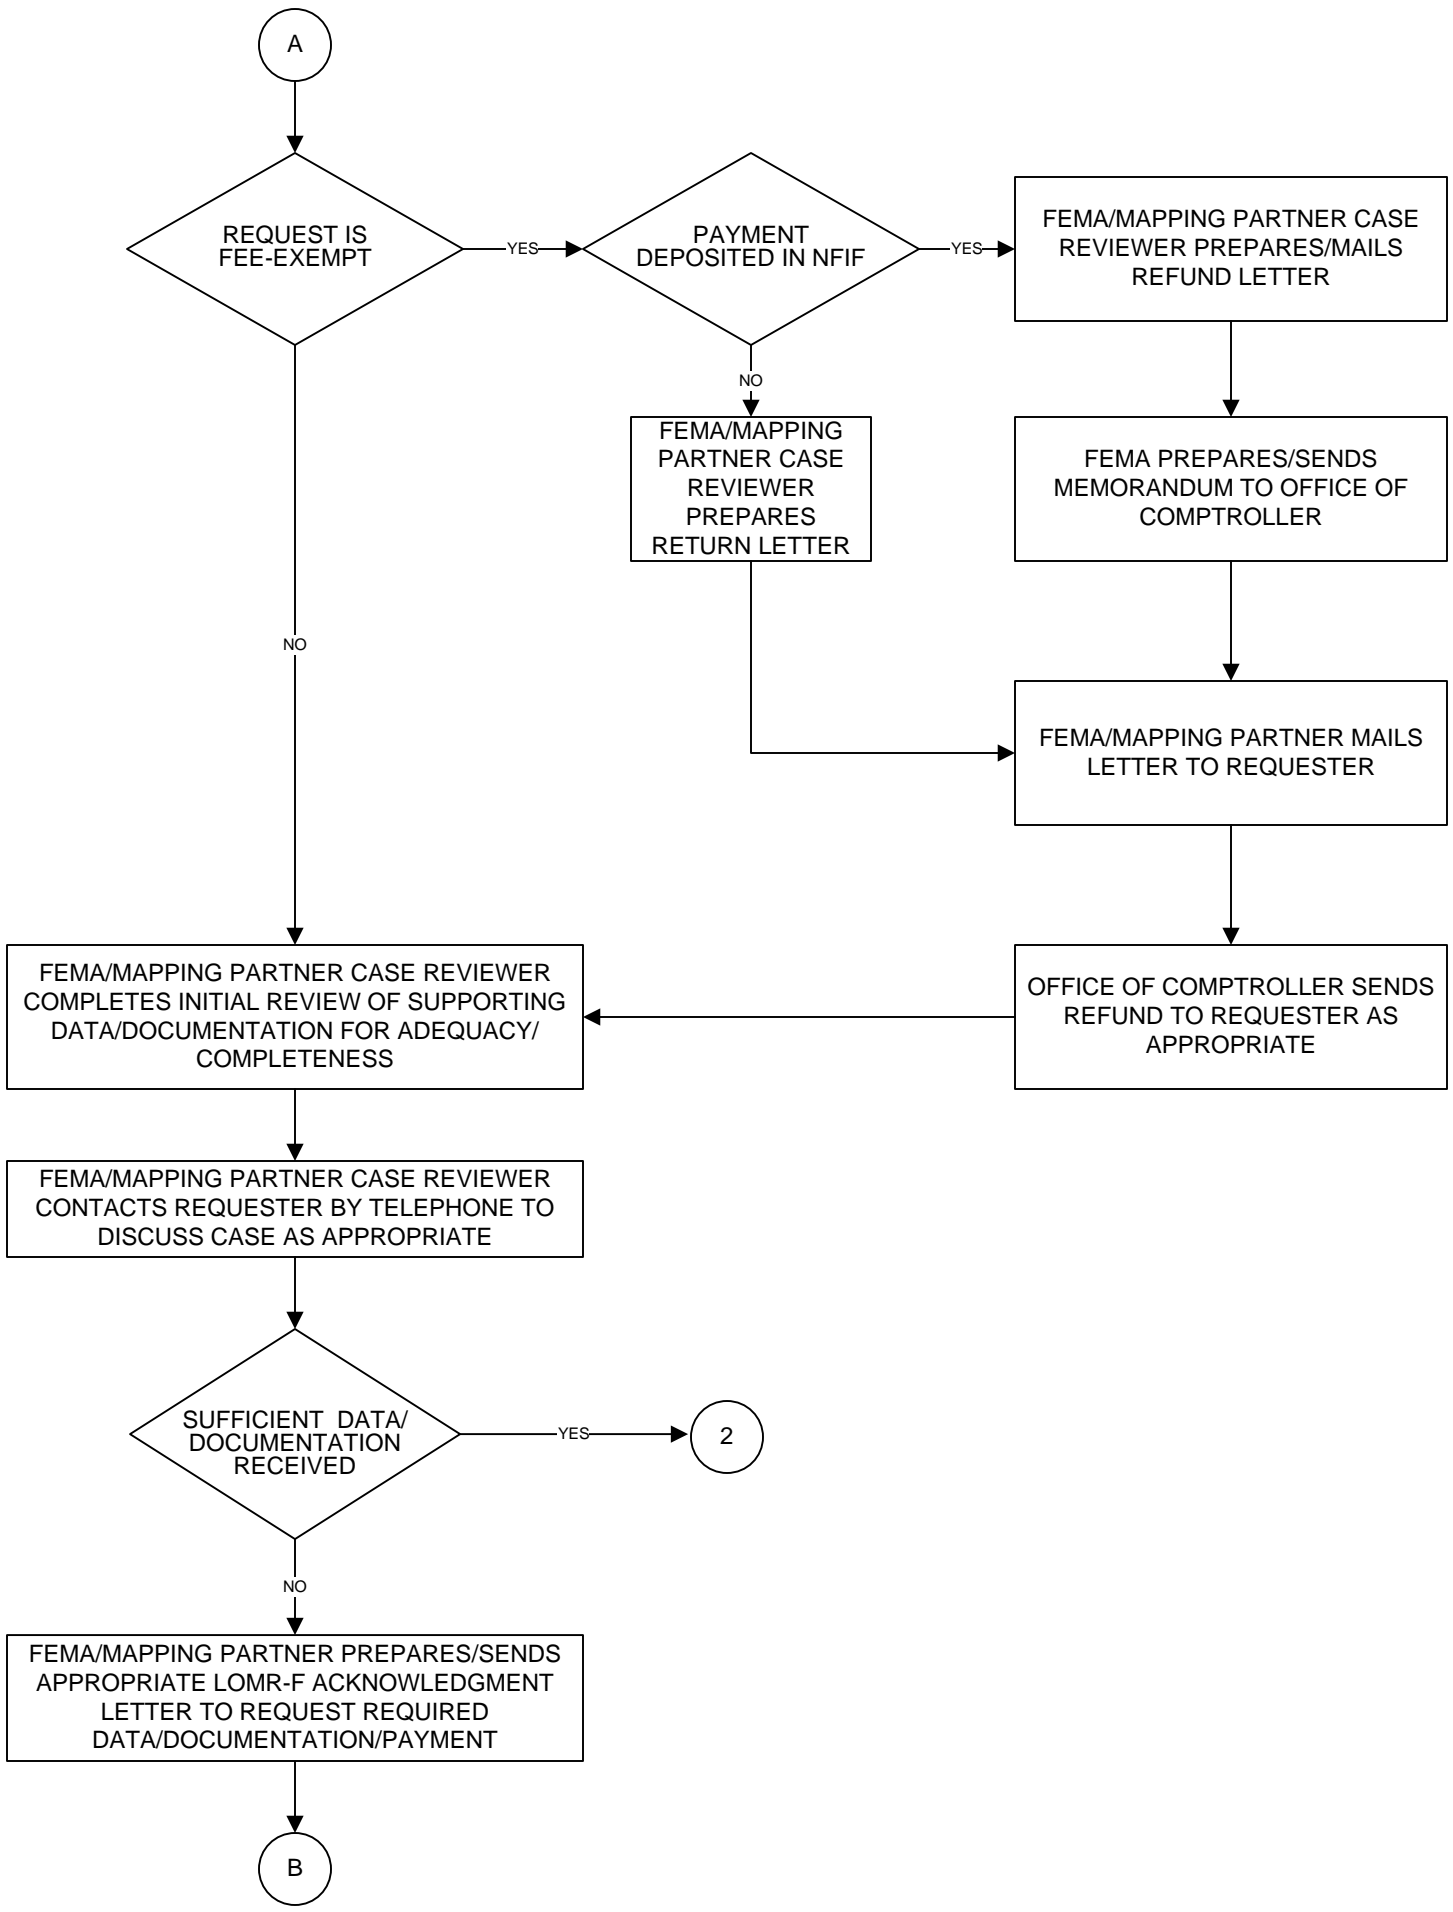 A
REQUEST IS
FEE-EXEMPT
YES
PAYMENT
DEPOSITED IN NFIF
YES
FEMA/MAPPING PARTNER CASE
REVIEWER PREPARES/MAILS
REFUND LETTER
NO
FEMA/MAPPING
PARTNER CASE
REVIEWER
PREPARES
RETURN LETTER
FEMA PREPARES/SENDS
MEMORANDUM TO OFFICE OF
COMPTROLLER
NO
FEMA/MAPPING PARTNER MAILS
LETTER TO REQUESTER
FEMA/MAPPING PARTNER CASE REVIEWER
COMPLETES INITIAL REVIEW OF SUPPORTING
DATA/DOCUMENTATION FOR ADEQUACY/
COMPLETENESS
OFFICE OF COMPTROLLER SENDS
REFUND TO REQUESTER AS
APPROPRIATE
FEMA/MAPPING PARTNER CASE REVIEWER
CONTACTS REQUESTER BY TELEPHONE TO
DISCUSS CASE AS APPROPRIATE
SUFFICIENT  DATA/
DOCUMENTATION
RECEIVED
YES
2
NO
FEMA/MAPPING PARTNER PREPARES/SENDS
APPROPRIATE LOMR-F ACKNOWLEDGMENT
LETTER TO REQUEST REQUIRED
DATA/DOCUMENTATION/PAYMENT
B